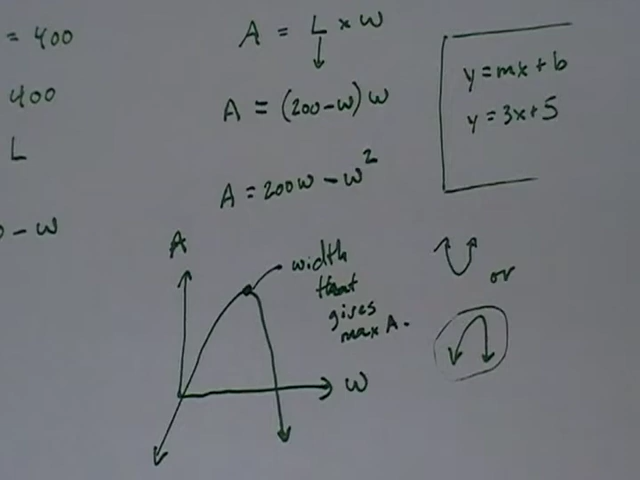 = 400
400
L
- w
A = L × w
A = (200-w)w
A = 200w - w²
y = mx + b
y = 3x + 5
A
w
width
that
gives
max A.
or